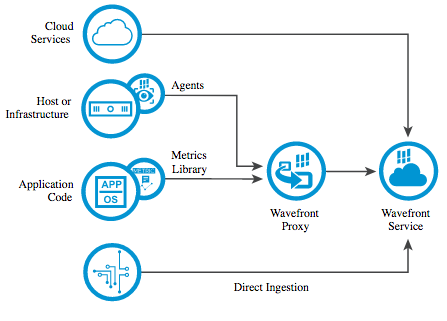 Cloud
Services
Agents
Host or
Infrastructure
Metrics
Library
METRIC
Application
Code
APP
OS
Wavefront
Proxy
Wavefront
Service
Direct Ingestion